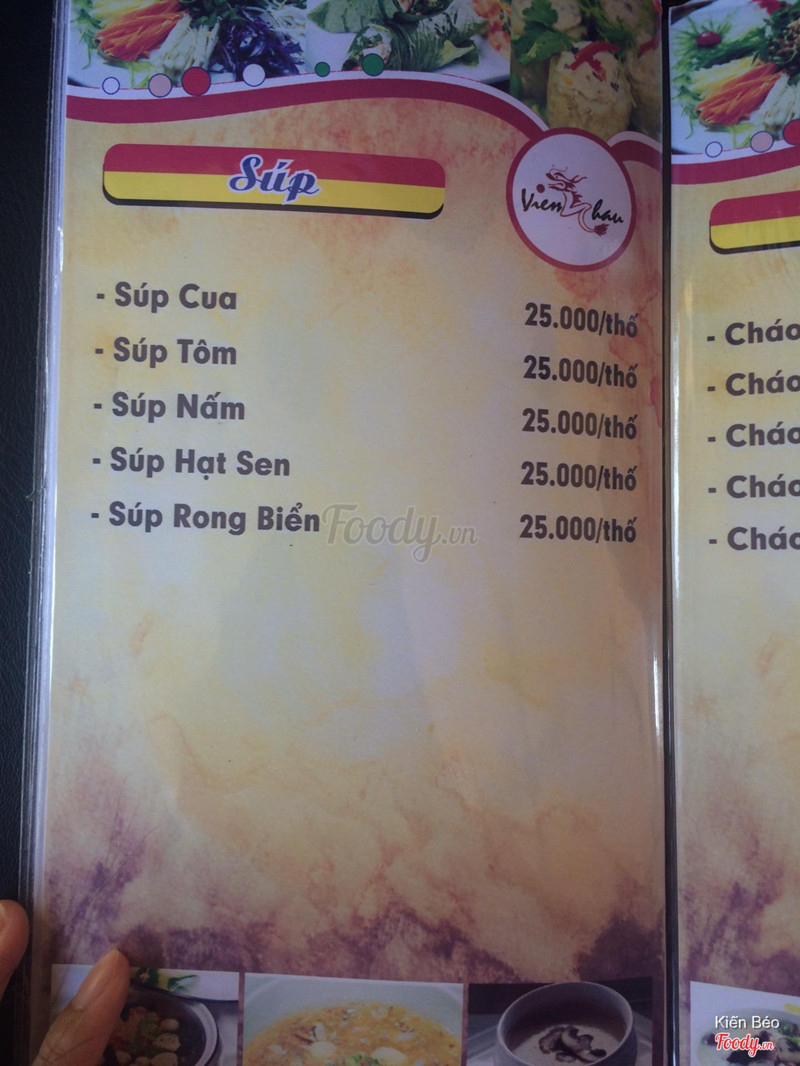 Súp
Vien Chau
- Súp Cua 25.000/thố
- Súp Tôm 25.000/thố
- Súp Nấm 25.000/thố
- Súp Hạt Sen 25.000/thố
- Súp Rong Biển 25.000/thố
Foody.vn
- Cháo
- Cháo
- Cháo
- Cháo
- Cháo
Kiến Béo
Foody.vn